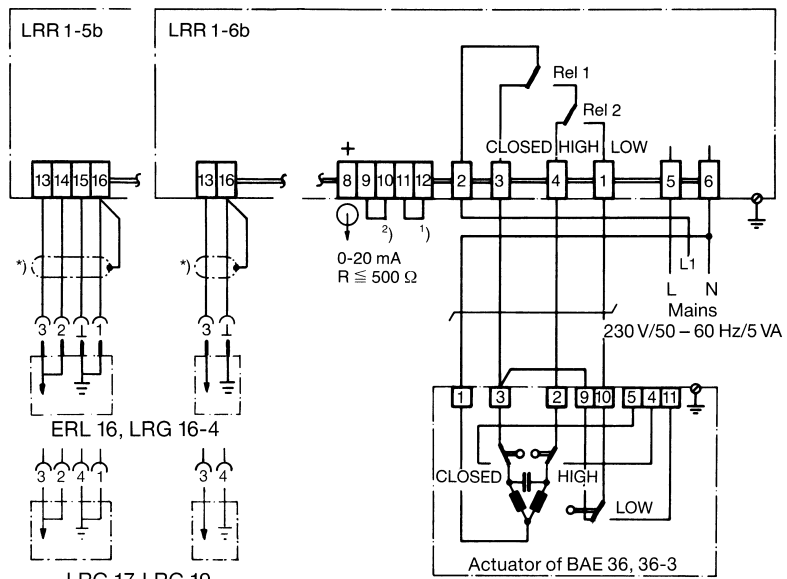 LRR 1-5b
LRR 1-6b
Rel 1
Rel 2
CLOSED HIGH LOW
+
13 14 15 16
13 16
8 9 10 11 12 2 3 4 1 5 6
2) 1)
*)
*)
0-20 mA
R ≦ 500 Ω
L1
L N
Mains
230 V/50 – 60 Hz/5 VA
3 2 ⊥ 1
3 ⊥
1 3 2 9 10 5 4 11
ERL 16, LRG 16-4
3 2 4 1
3 4
CLOSED HIGH
LOW
Actuator of BAE 36, 36-3
LRG 17, LRG 19